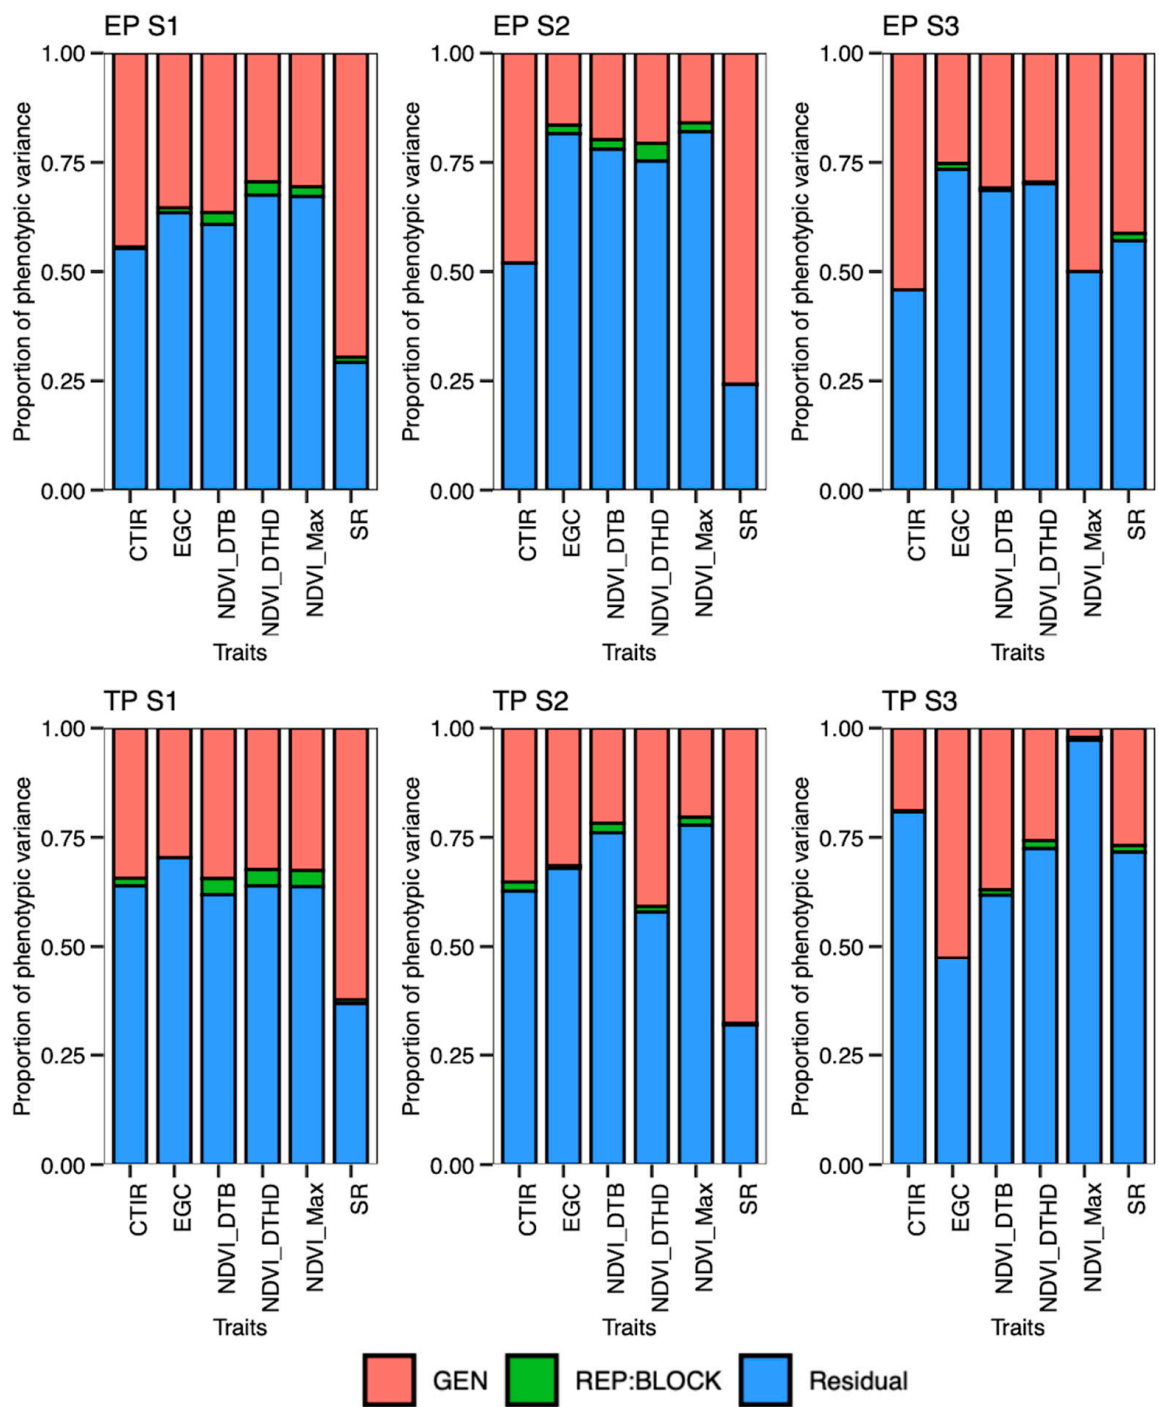 EP S1
Proportion of phenotypic variance
1.00
0.75
0.50
0.25
0.00
CTIR
EGC
NDVI_DTB
NDVI_DTHD
NDVI_Max
SR
Traits
EP S2
Proportion of phenotypic variance
1.00
0.75
0.50
0.25
0.00
CTIR
EGC
NDVI_DTB
NDVI_DTHD
NDVI_Max
SR
Traits
EP S3
Proportion of phenotypic variance
1.00
0.75
0.50
0.25
0.00
CTIR
EGC
NDVI_DTB
NDVI_DTHD
NDVI_Max
SR
Traits
TP S1
Proportion of phenotypic variance
1.00
0.75
0.50
0.25
0.00
CTIR
EGC
NDVI_DTB
NDVI_DTHD
NDVI_Max
SR
Traits
TP S2
Proportion of phenotypic variance
1.00
0.75
0.50
0.25
0.00
CTIR
EGC
NDVI_DTB
NDVI_DTHD
NDVI_Max
SR
Traits
TP S3
Proportion of phenotypic variance
1.00
0.75
0.50
0.25
0.00
CTIR
EGC
NDVI_DTB
NDVI_DTHD
NDVI_Max
SR
Traits
GEN REP:BLOCK Residual